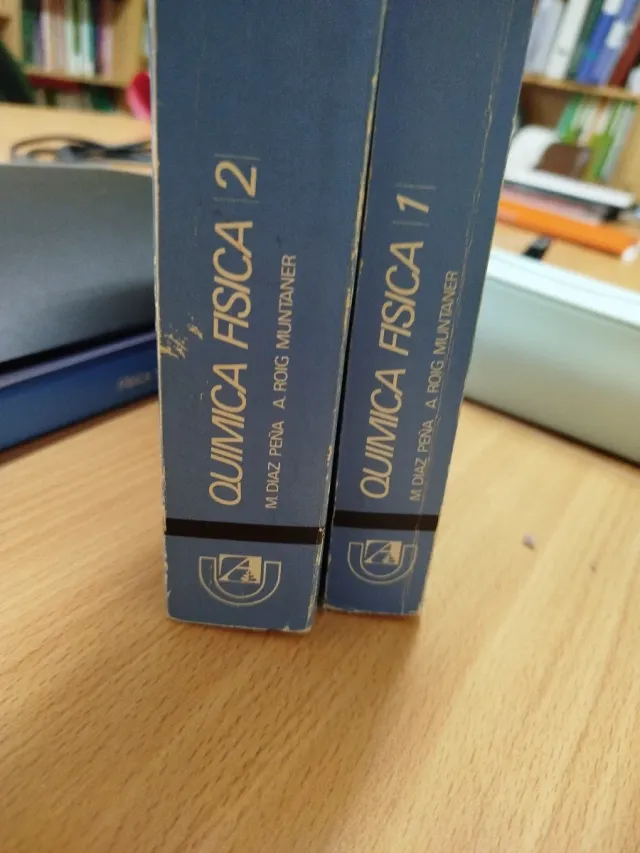 QUIMICA FISICA 2
M. DIAZ PEÑA A. ROIG MUNTANER
QUIMICA FISICA 1
M. DIAZ PEÑA A. ROIG MUNTANER